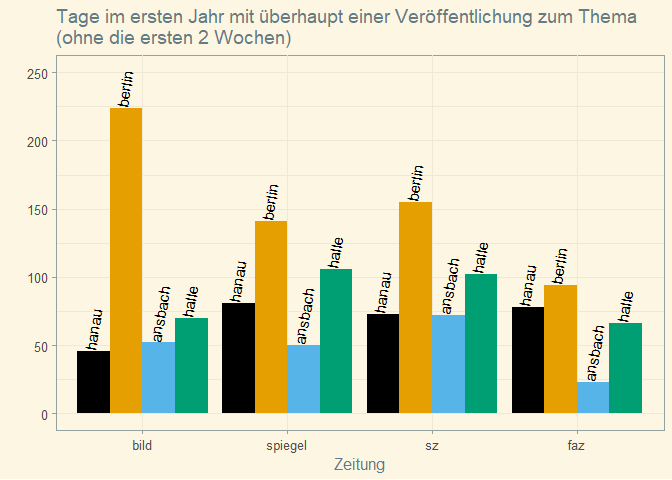 Tage im ersten Jahr mit überhaupt einer Veröffentlichung zum Thema
(ohne die ersten 2 Wochen)
250
200
150
100
50
0
hanau
berlin
ansbach
halle
hanau
berlin
ansbach
halle
hanau
berlin
ansbach
halle
hanau
berlin
ansbach
halle
bild
spiegel
sz
faz
Zeitung